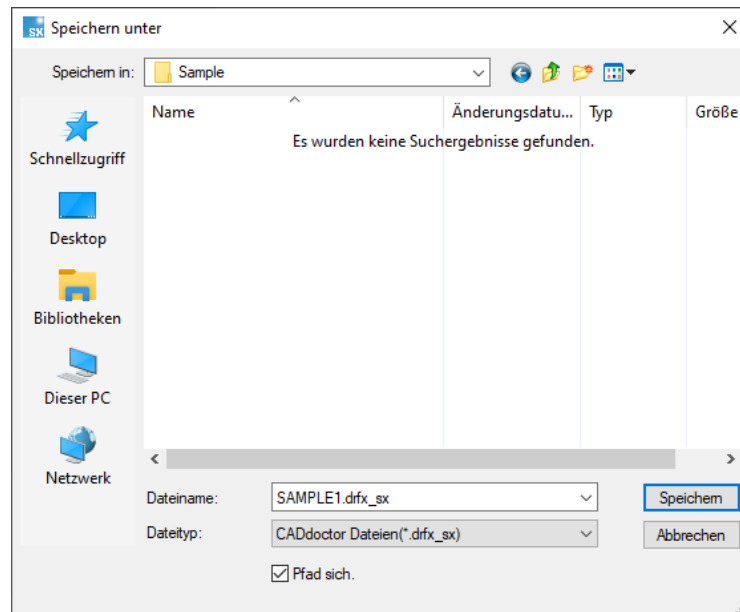 SX Speichern unter
Speichern in: Sample
Name Änderungsdatu... Typ Größe
Es wurden keine Suchergebnisse gefunden.
Schnellzugriff
Desktop
Bibliotheken
Dieser PC
Netzwerk
Dateiname: SAMPLE1.drfx_sx Speichern
Dateityp: CADdoctor Dateien(*.drfx_sx) Abbrechen
Pfad sich.